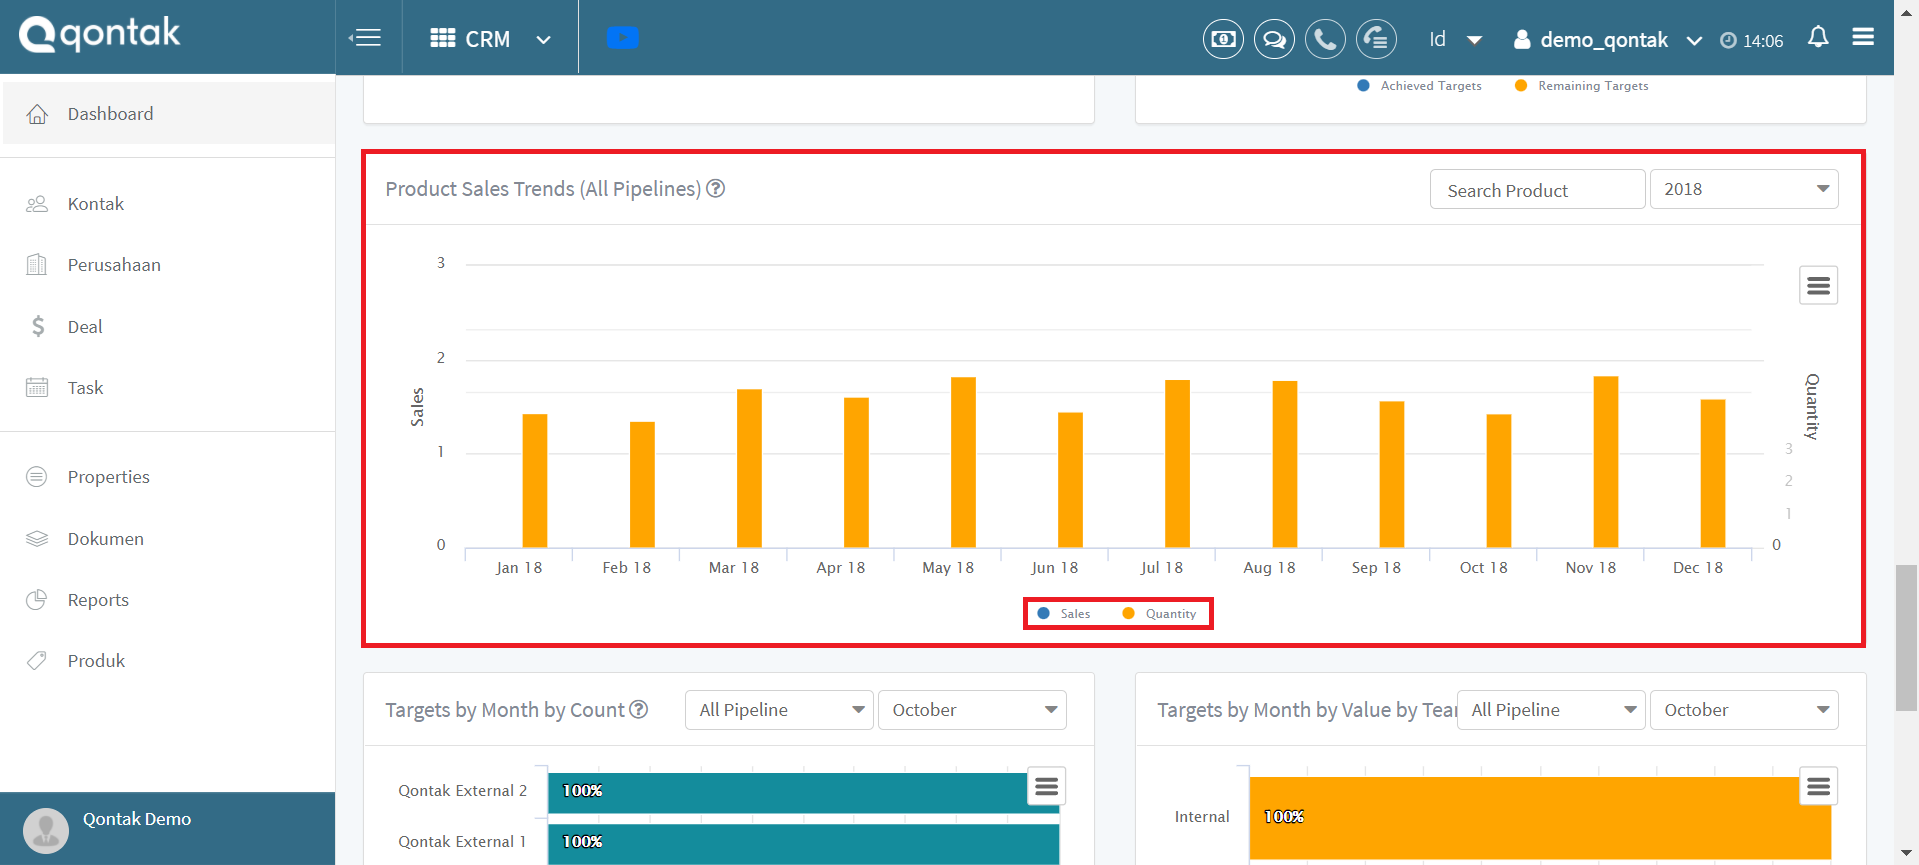 qontak
CRM
Id
demo_qontak
14:06
Dashboard
Kontak
Perusahaan
Deal
Task
Properties
Dokumen
Reports
Produk
Qontak Demo
Achieved Targets
Remaining Targets
Product Sales Trends (All Pipelines)
Search Product
2018
3
2
1
0
Sales
Quantity
3
2
1
0
Jan 18
Feb 18
Mar 18
Apr 18
May 18
Jun 18
Jul 18
Aug 18
Sep 18
Oct 18
Nov 18
Dec 18
Sales
Quantity
Targets by Month by Count
All Pipeline
October
Qontak External 2
100%
Qontak External 1
100%
Targets by Month by Value by Tear
All Pipeline
October
Internal
100%